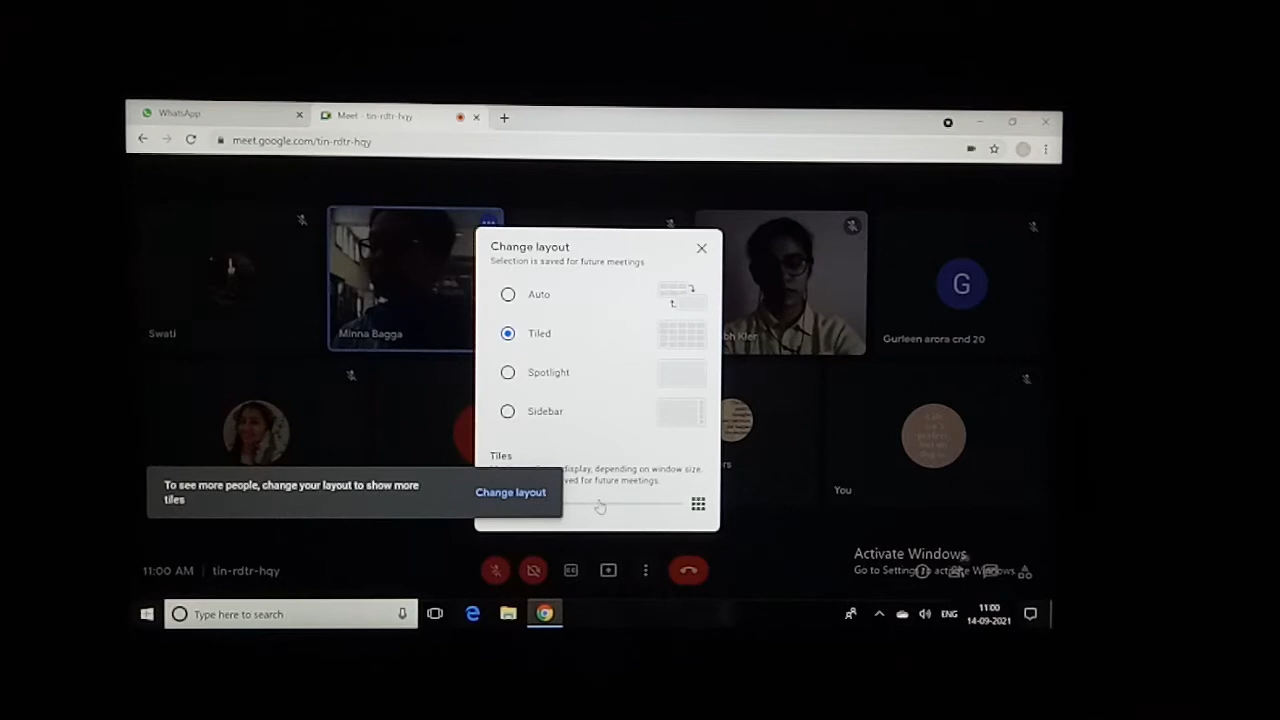 WhatsApp
Meet - tin-rdtr-hqy
meet.google.com/tin-rdtr-hqy
Swati
Minna Bagga
bh Kler
G
Gurleen arora cnd 20
Change layout
Selection is saved for future meetings
Auto
Tiled
Spotlight
Sidebar
Tiles
display, depending on window size.
ved for future meetings.
To see more people, change your layout to show more
tiles
Change layout
rs
You
11:00 AM | tin-rdtr-hqy
Activate Windows
Go to Settings to activate Windows.
Type here to search
ENG
11:00
14-09-2021